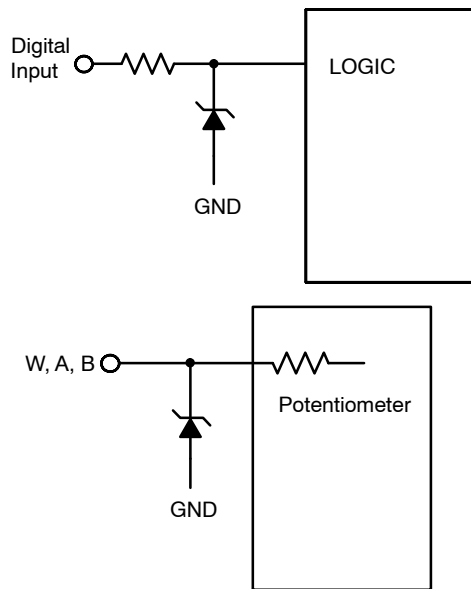 Digital
Input
LOGIC
GND
W, A, B
Potentiometer
GND